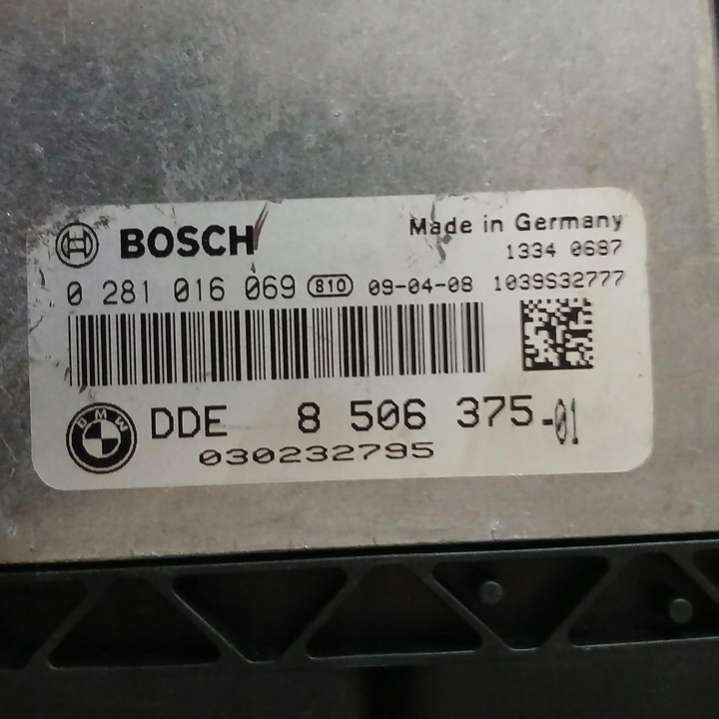 BOSCH Made in Germany
1334 0687
0 281 016 069 810 09-04-08 1039S32777
BMW DDE 8 506 375-01
030232795